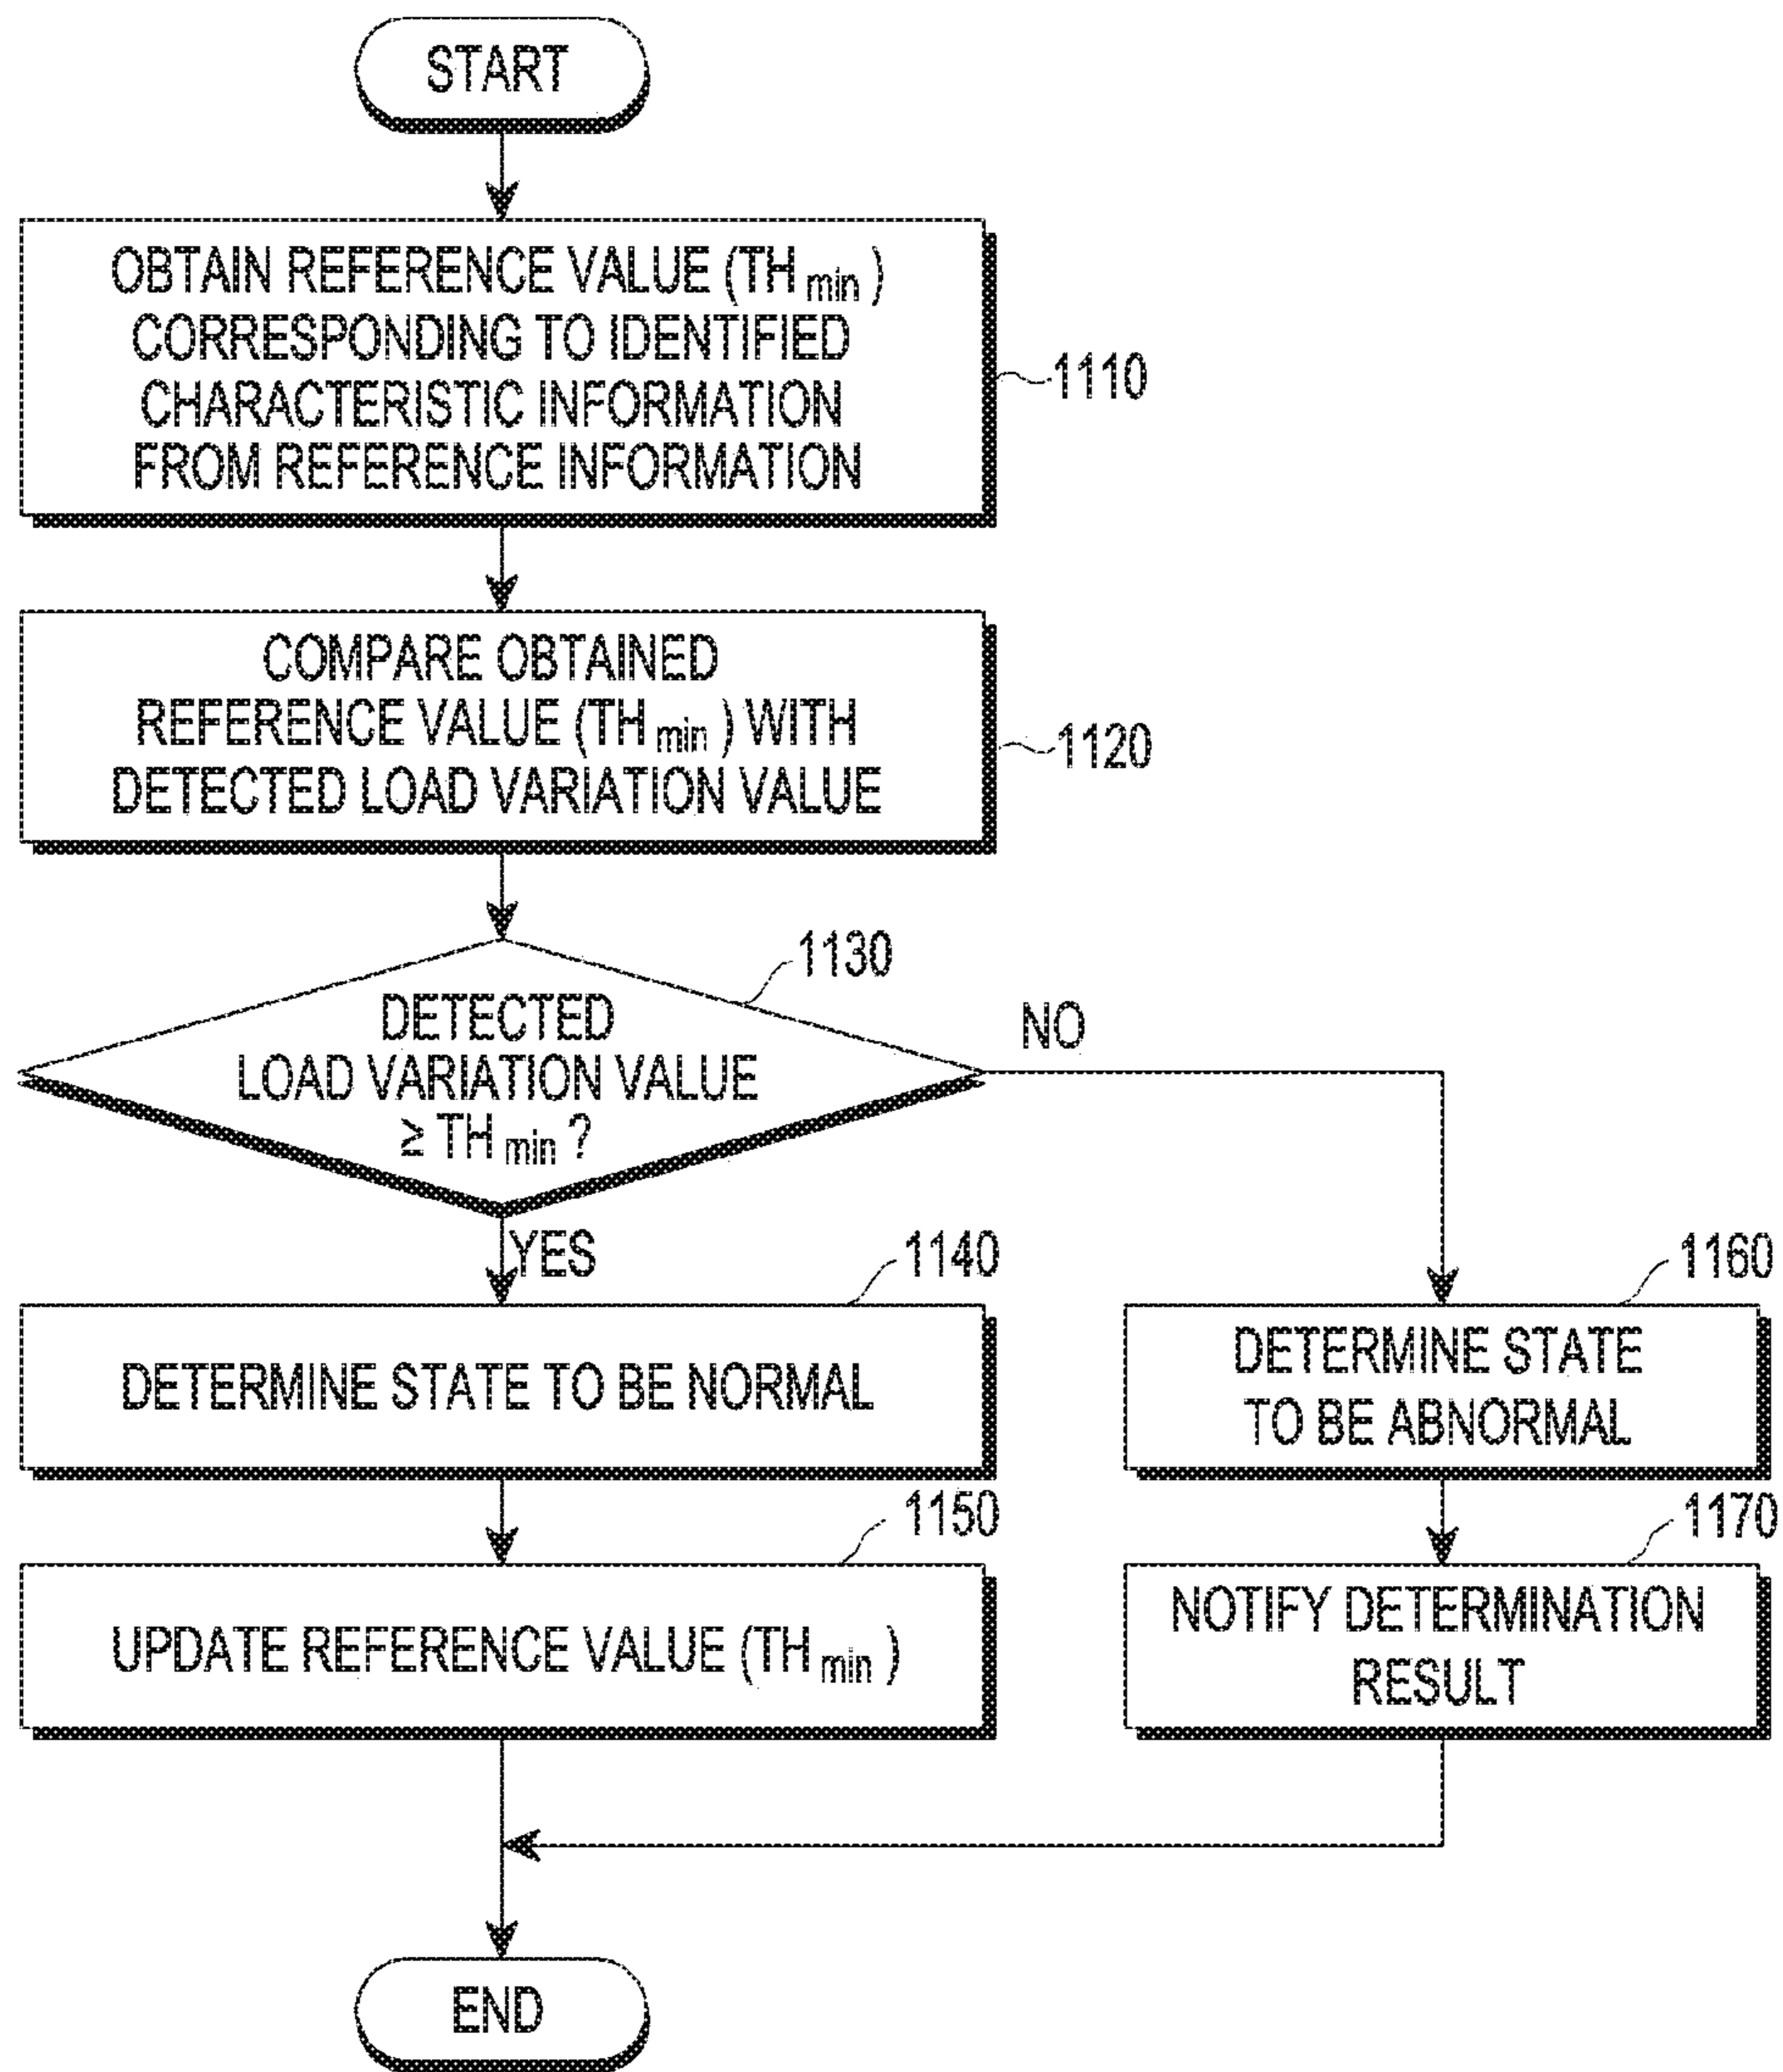 START
OBTAIN REFERENCE VALUE (TH min)
CORRESPONDING TO IDENTIFIED
CHARACTERISTIC INFORMATION
FROM REFERENCE INFORMATION
1110
COMPARE OBTAINED
REFERENCE VALUE (TH min) WITH
DETECTED LOAD VARIATION VALUE
1120
1130
DETECTED
LOAD VARIATION VALUE
≥ TH min ?
NO
YES
1140
DETERMINE STATE TO BE NORMAL
1160
DETERMINE STATE
TO BE ABNORMAL
1150
UPDATE REFERENCE VALUE (TH min)
1170
NOTIFY DETERMINATION
RESULT
END